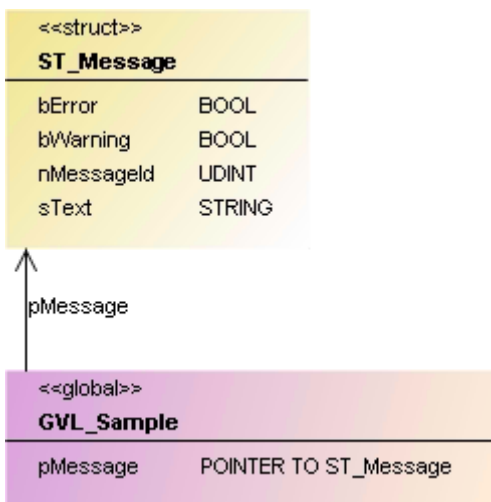 <<struct>>
ST_Message
bError BOOL
bWarning BOOL
nMessageId UDINT
sText STRING
pMessage
<<global>>
GVL_Sample
pMessage POINTER TO ST_Message